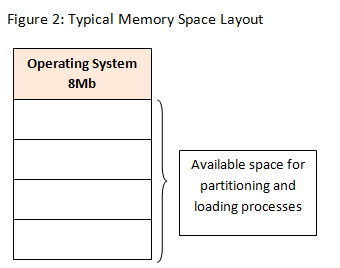 Figure 2: Typical Memory Space Layout
Operating System
8Mb
Available space for
partitioning and
loading processes